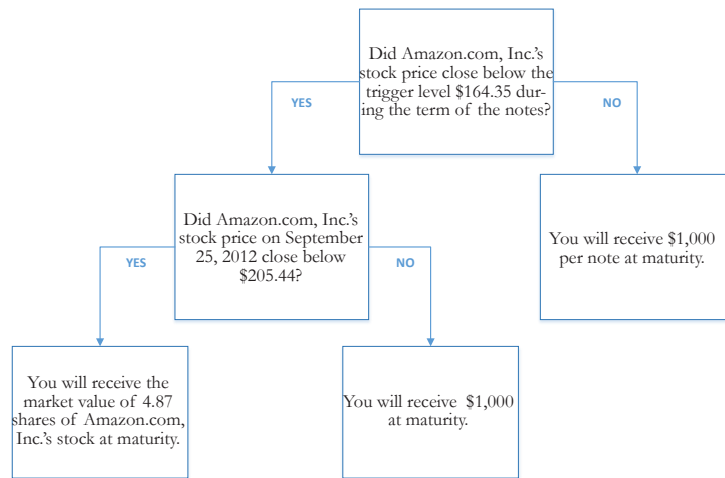 Did Amazon.com, Inc.'s
stock price close below the
trigger level $164.35 dur-
ing the term of the notes?
YES
NO
Did Amazon.com, Inc.'s
stock price on September
25, 2012 close below
$205.44?
You will receive $1,000
per note at maturity.
YES
NO
You will receive the
market value of 4.87
shares of Amazon.com,
Inc.'s stock at maturity.
You will receive $1,000
at maturity.